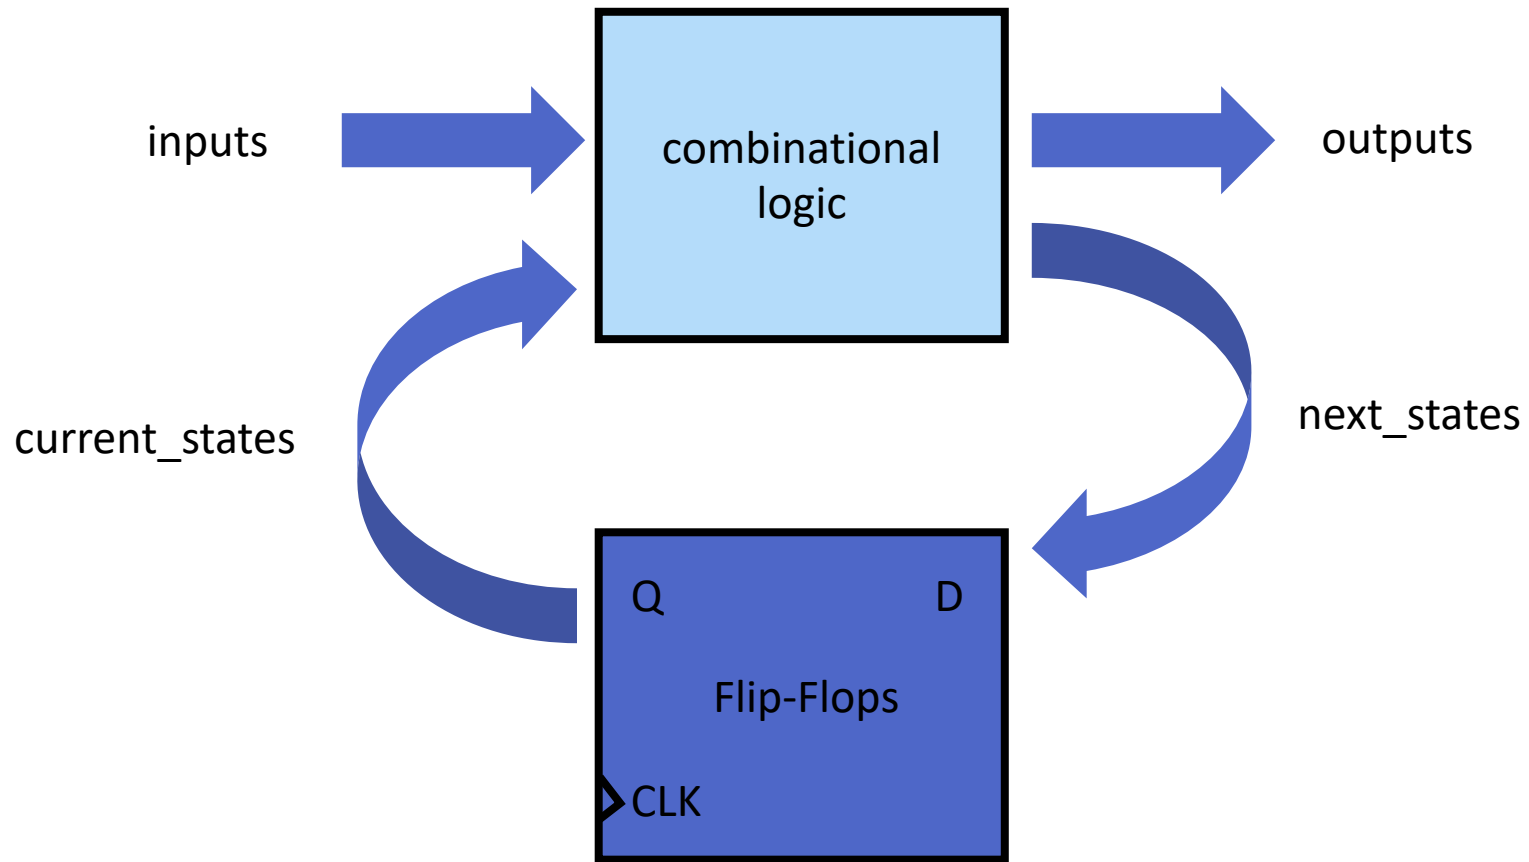 inputs
combinational
logic
outputs
current_states
next_states
Q
D
Flip-Flops
CLK